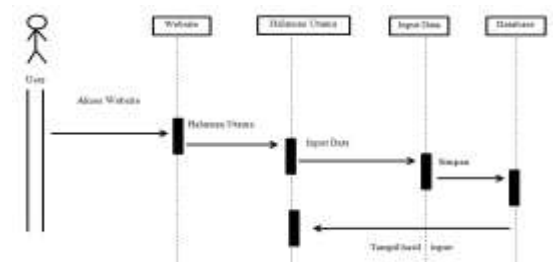 Website
Halaman Utama
Input Data
Database
User
Akses Website
Halaman Utama
Input Data
Simpan
Tampil hasil input